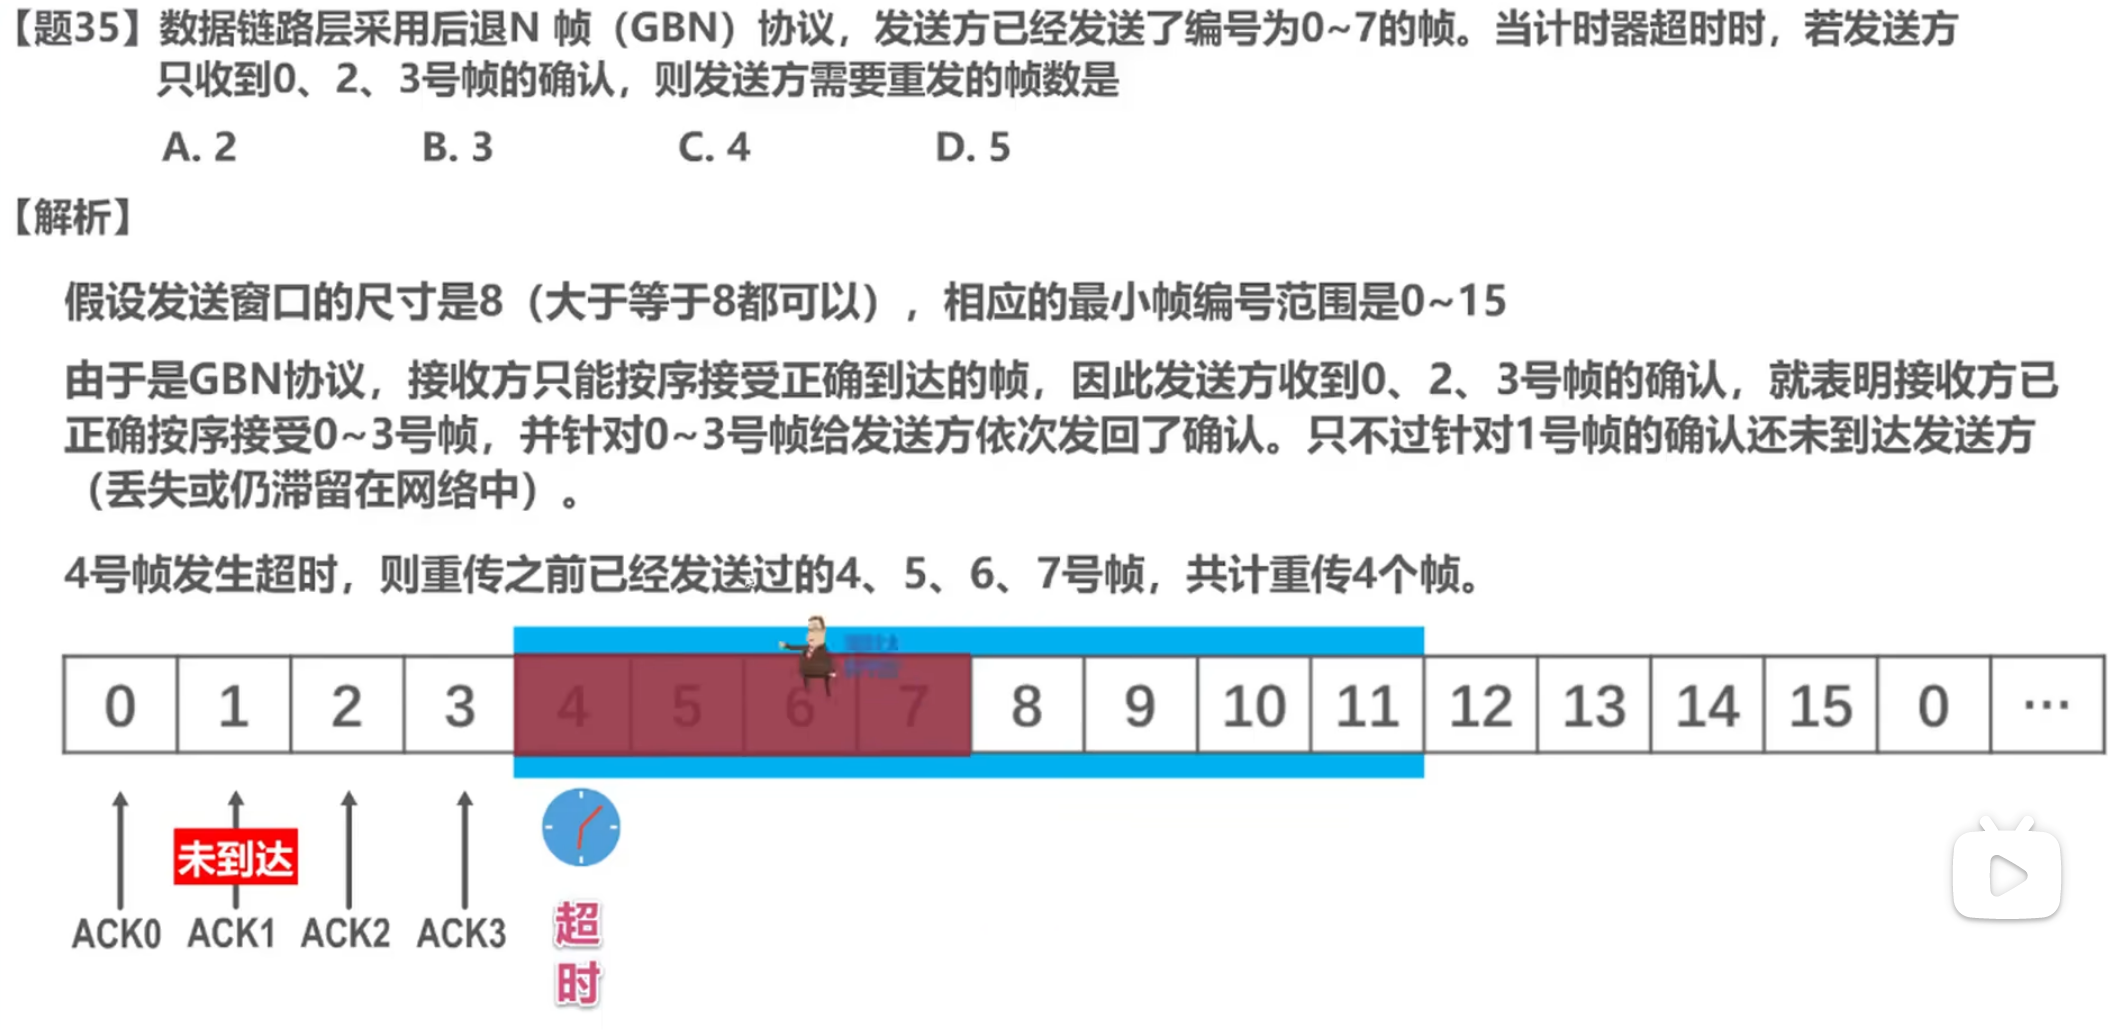 【题35】数据链路层采用后退N 帧（GBN）协议，发送方已经发送了编号为0~7的帧。当计时器超时时，若发送方
只收到0、2、3号帧的确认，则发送方需要重发的帧数是
A. 2 B. 3 C. 4 D. 5
【解析】
假设发送窗口的尺寸是8（大于等于8都可以），相应的最小帧编号范围是0~15
由于是GBN协议，接收方只能按序接受正确到达的帧，因此发送方收到0、2、3号帧的确认，就表明接收方已
正确按序接受0~3号帧，并针对0~3号帧给发送方依次发回了确认。只不过针对1号帧的确认还未到达发送方
（丢失或仍滞留在网络中）。
4号帧发生超时，则重传之前已经发送过的4、5、6、7号帧，共计重传4个帧。
0 1 2 3 4 5 6 7 8 9 10 11 12 13 14 15 0 ···
未到达
ACK0 ACK1 ACK2 ACK3
超
时